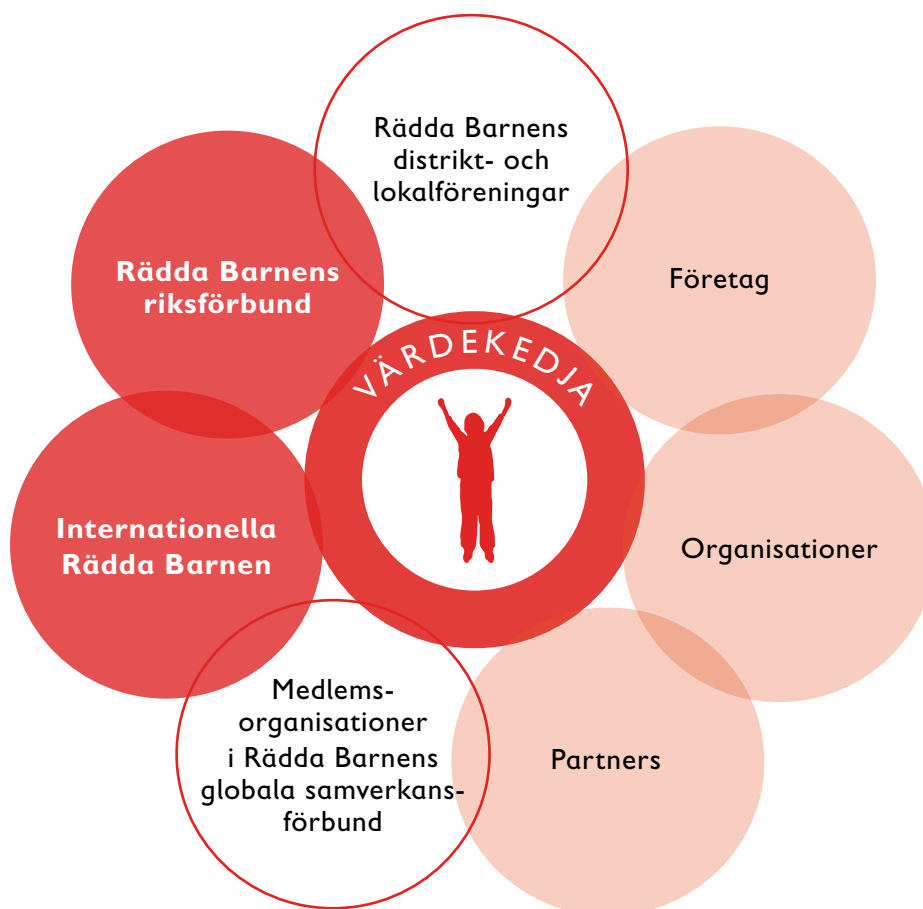 Rädda Barnens
distrikt- och
lokalföreningar
Företag
Rädda Barnens
riksförbund
VÄRDEKEDJA
Internationella
Rädda Barnen
Organisationer
Medlems-
organisationer
i Rädda Barnens
globala samverkans-
förbund
Partners